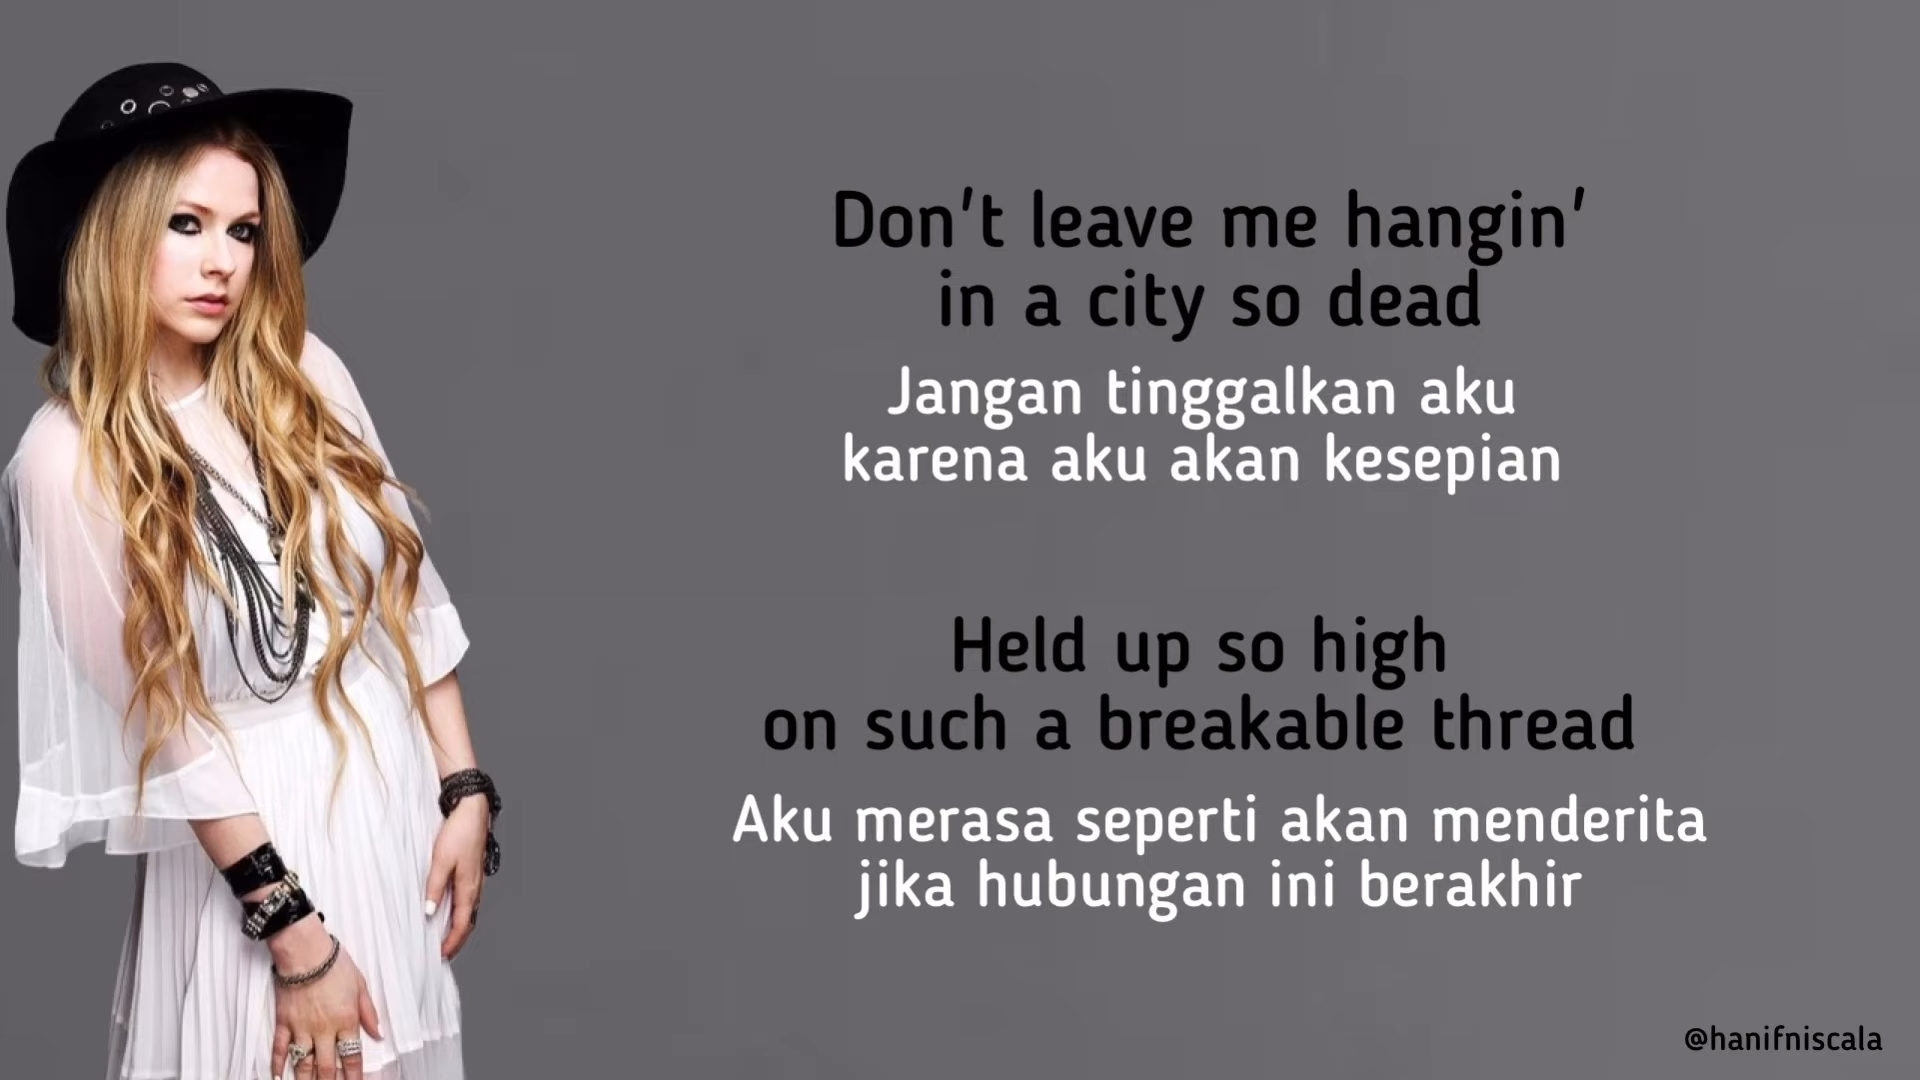 Don't leave me hangin'
in a city so dead
Jangan tinggalkan aku
karena aku akan kesepian
Held up so high
on such a breakable thread
Aku merasa seperti akan menderita
jika hubungan ini berakhir
@hanifniscala